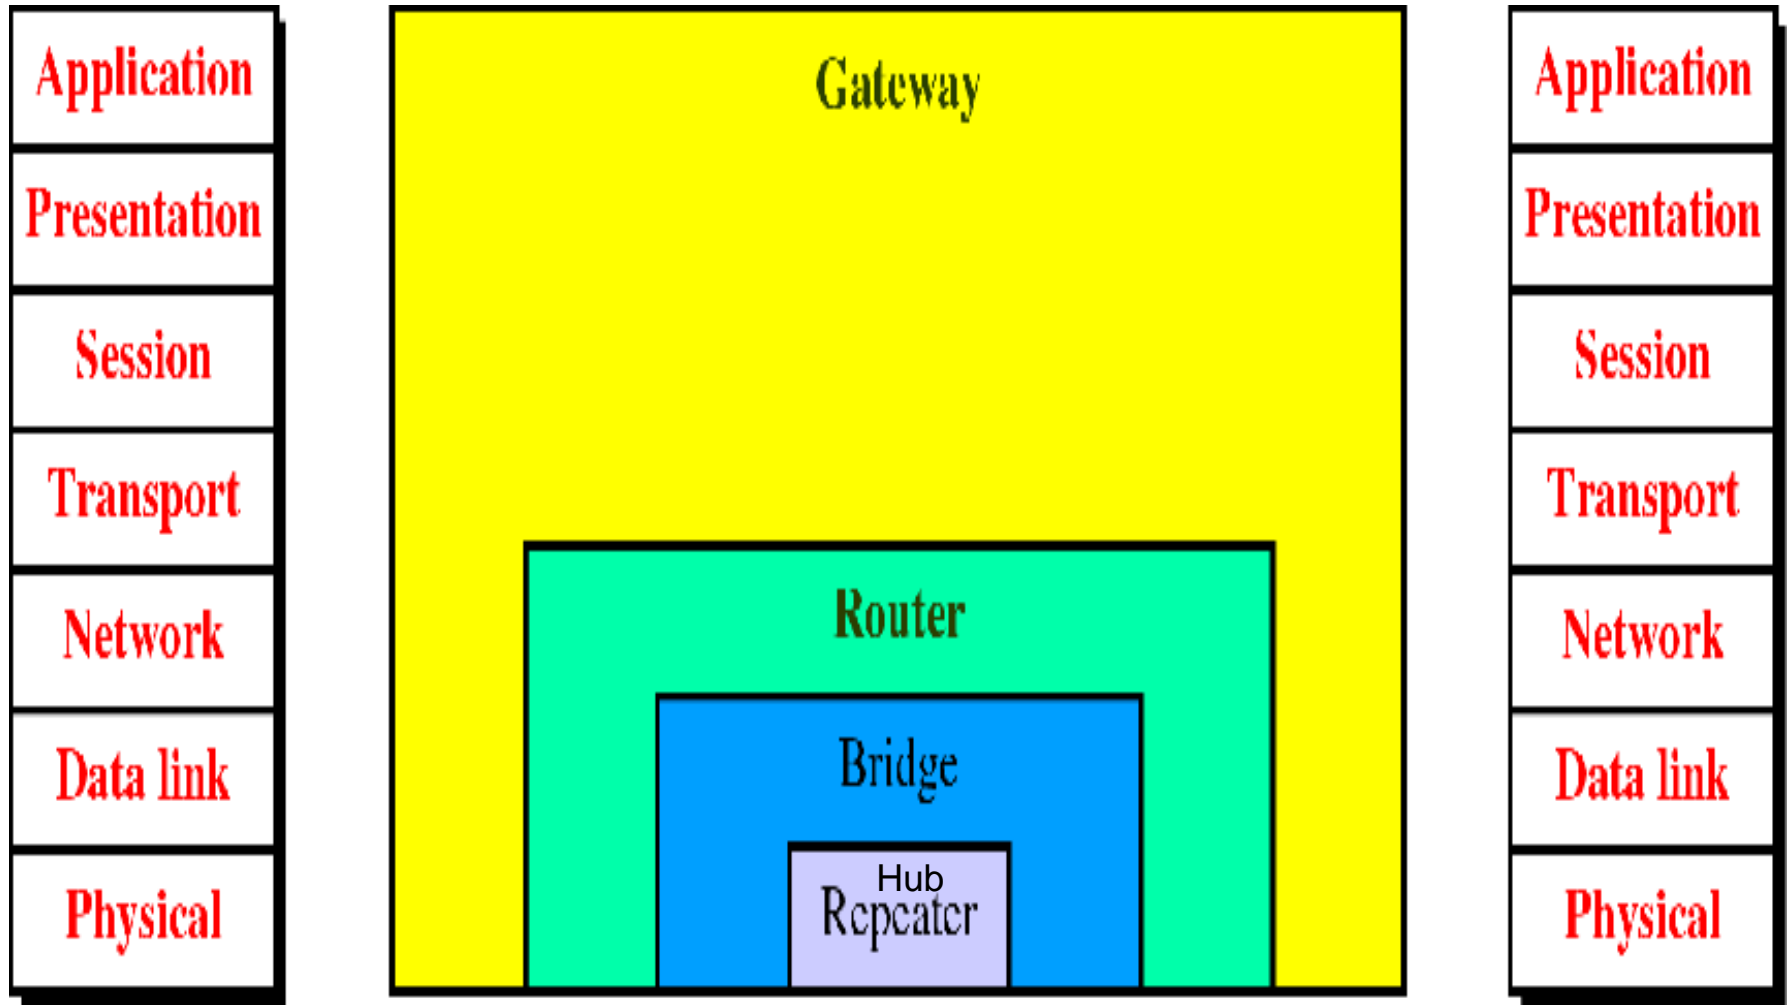 Application
Presentation
Session
Transport
Network
Data link
Physical
Gateway
Router
Bridge
Hub
Repeater
Application
Presentation
Session
Transport
Network
Data link
Physical